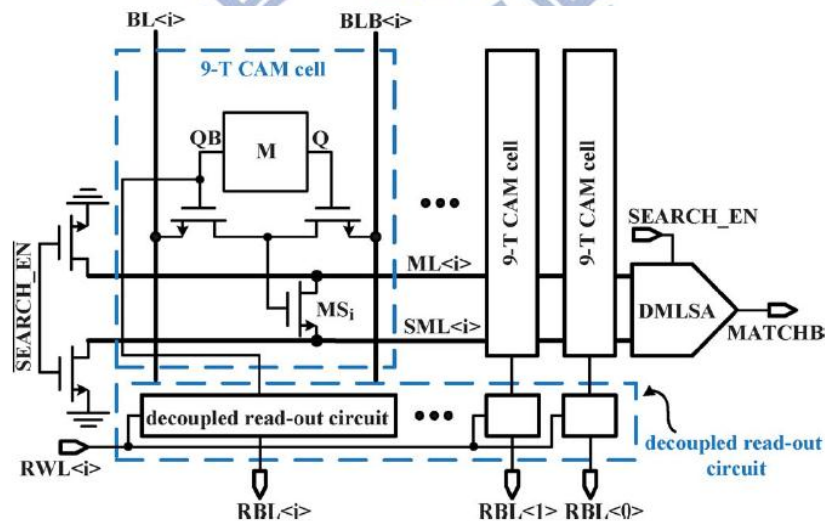 BL<i>
BLB<i>
9-T CAM cell
QB
M
Q
•••
9-T CAM cell
9-T CAM cell
SEARCH_EN
SEARCH_EN
ML<i>
MSi
SML<i>
DMLSA
MATCHB
decoupled read-out circuit
•••
decoupled read-out
circuit
RWL<i>
RBL<i>
RBL<1>
RBL<0>